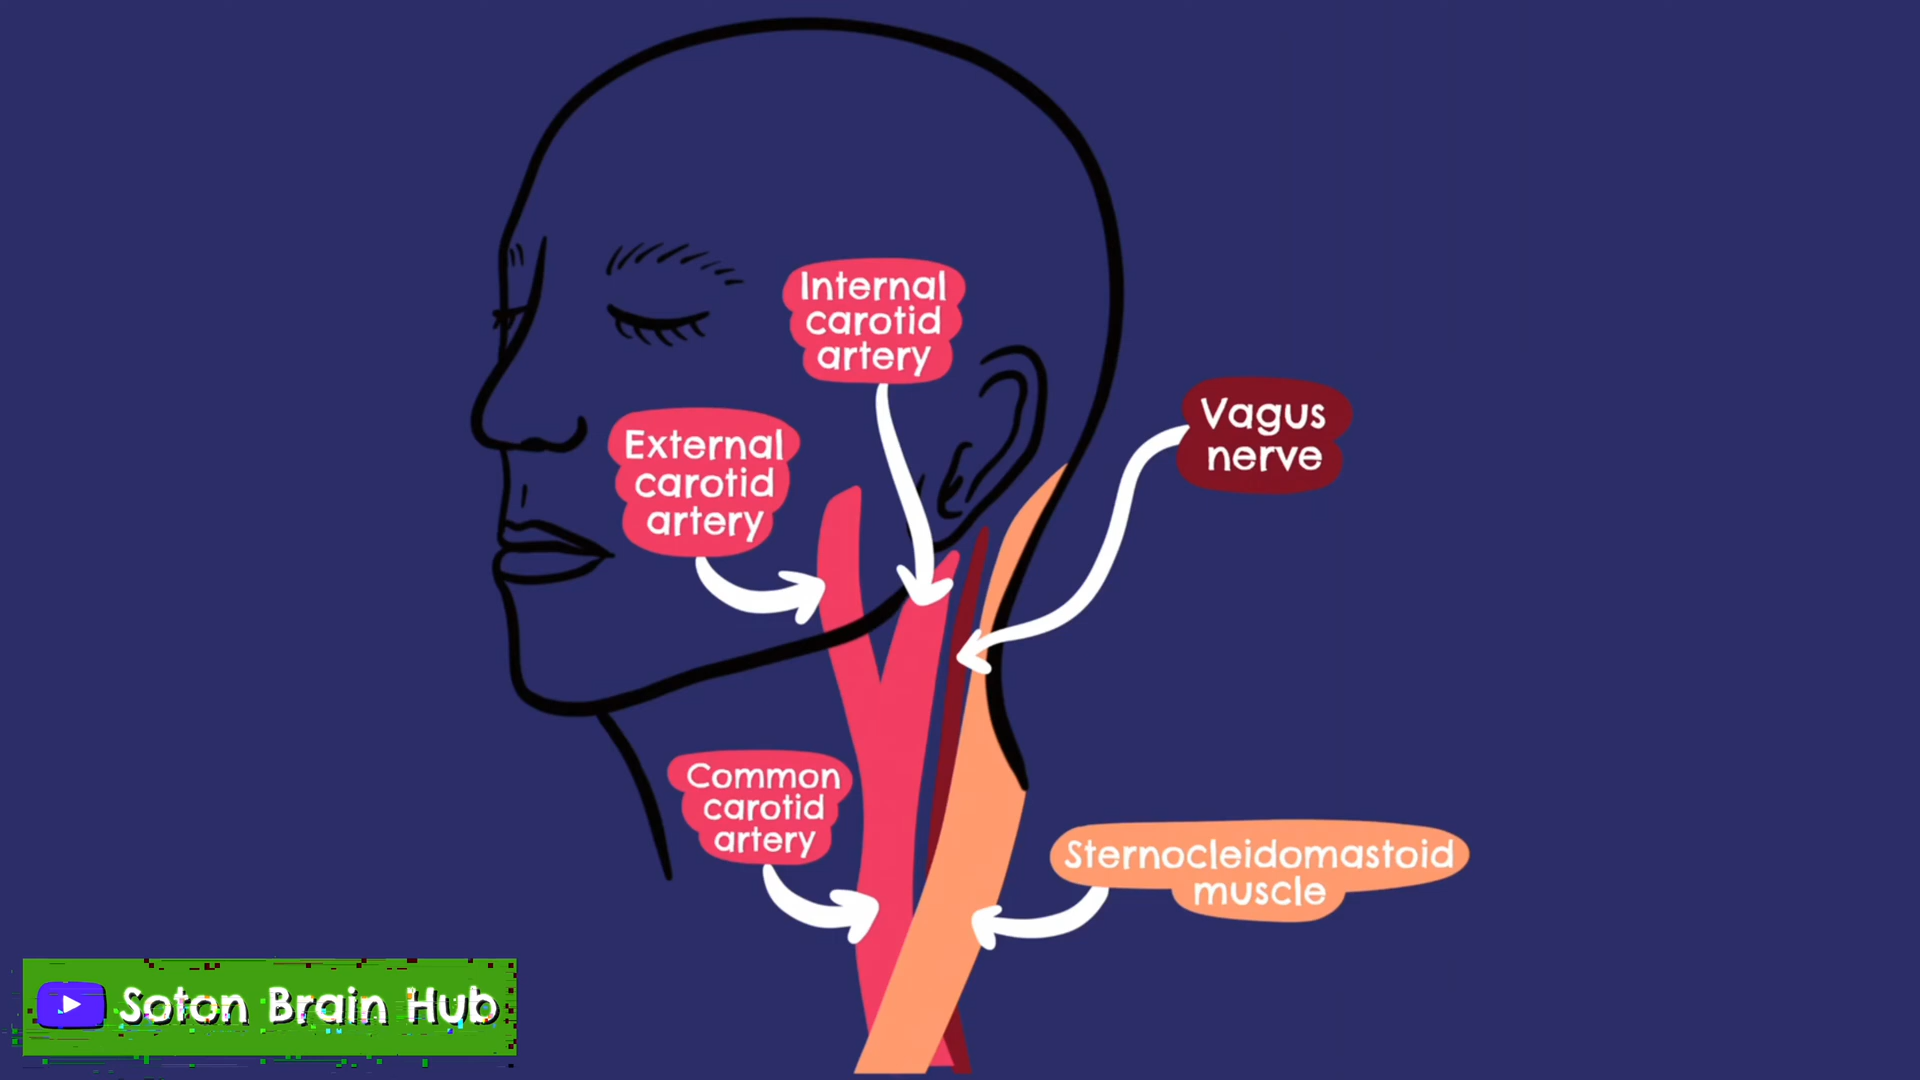 Internal
carotid
artery
External
carotid
artery
Vagus
nerve
Common
carotid
artery
Sternocleidomastoid
muscle
Soton Brain Hub